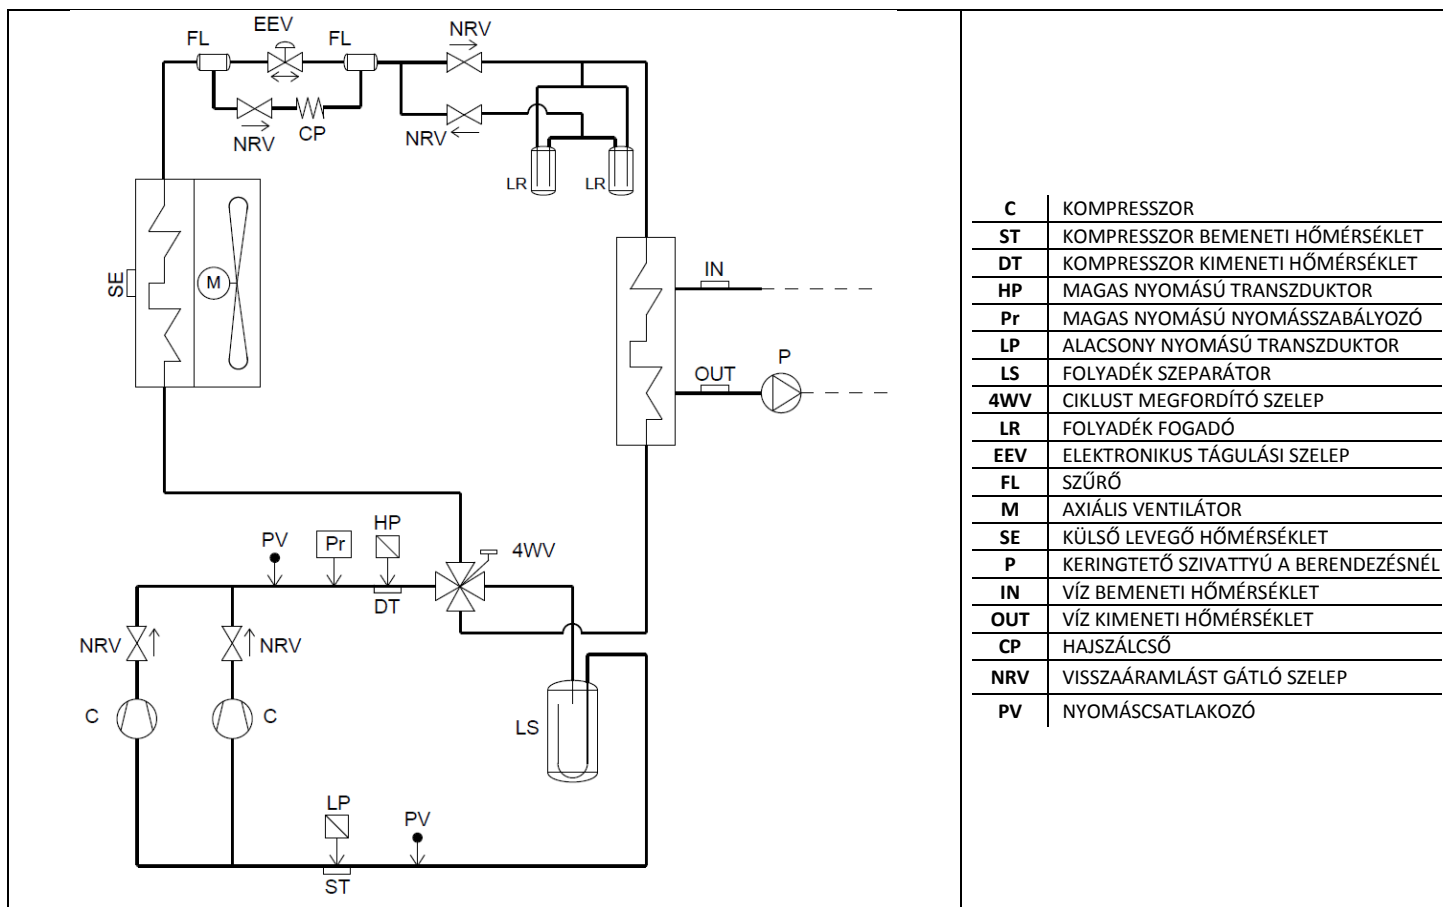 EEV
FL
FL
NRV
NRV
CP
NRV
LR
LR
SE
M
IN
OUT
P
HP
PV
Pr
4WV
DT
NRV
NRV
C
C
LS
LP
PV
ST
C KOMPRESSZOR
ST KOMPRESSZOR BEMENETI HŐMÉRSÉKLET
DT KOMPRESSZOR KIMENETI HŐMÉRSÉKLET
HP MAGAS NYOMÁSÚ TRANSZDUKTOR
Pr MAGAS NYOMÁSÚ NYOMÁSSZABÁLYOZÓ
LP ALACSONY NYOMÁSÚ TRANSZDUKTOR
LS FOLYADÉK SZEPARÁTOR
4WV CIKLUST MEGFORDÍTÓ SZELEP
LR FOLYADÉK FOGADÓ
EEV ELEKTRONIKUS TÁGULÁSI SZELEP
FL SZŰRŐ
M AXIÁLIS VENTILÁTOR
SE KÜLSŐ LEVEGŐ HŐMÉRSÉKLET
P KERINGTETŐ SZIVATTYÚ A BERENDEZÉSNÉL
IN VÍZ BEMENETI HŐMÉRSÉKLET
OUT VÍZ KIMENETI HŐMÉRSÉKLET
CP HAJSZÁLCSŐ
NRV VISSZAÁRAMLÁST GÁTLÓ SZELEP
PV NYOMÁSCSATLAKOZÓ